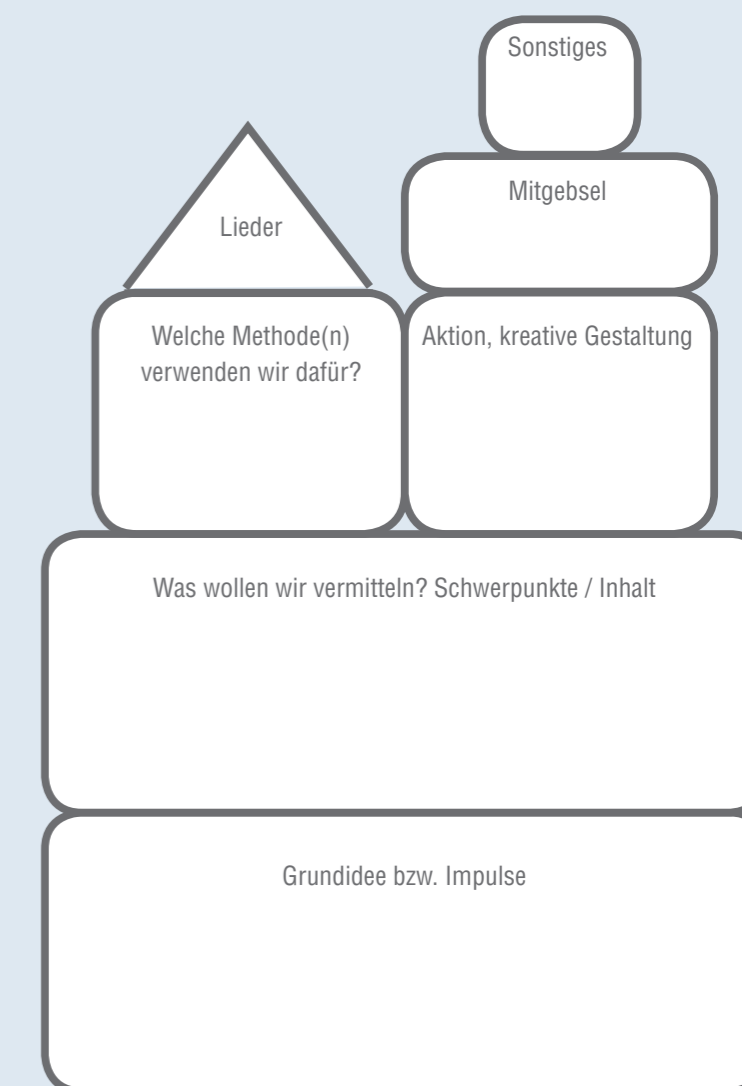 Sonstiges
Mitgebsel
Lieder
Welche Methode(n)
verwenden wir dafür?
Aktion, kreative Gestaltung
Was wollen wir vermitteln? Schwerpunkte / Inhalt
Grundidee bzw. Impulse